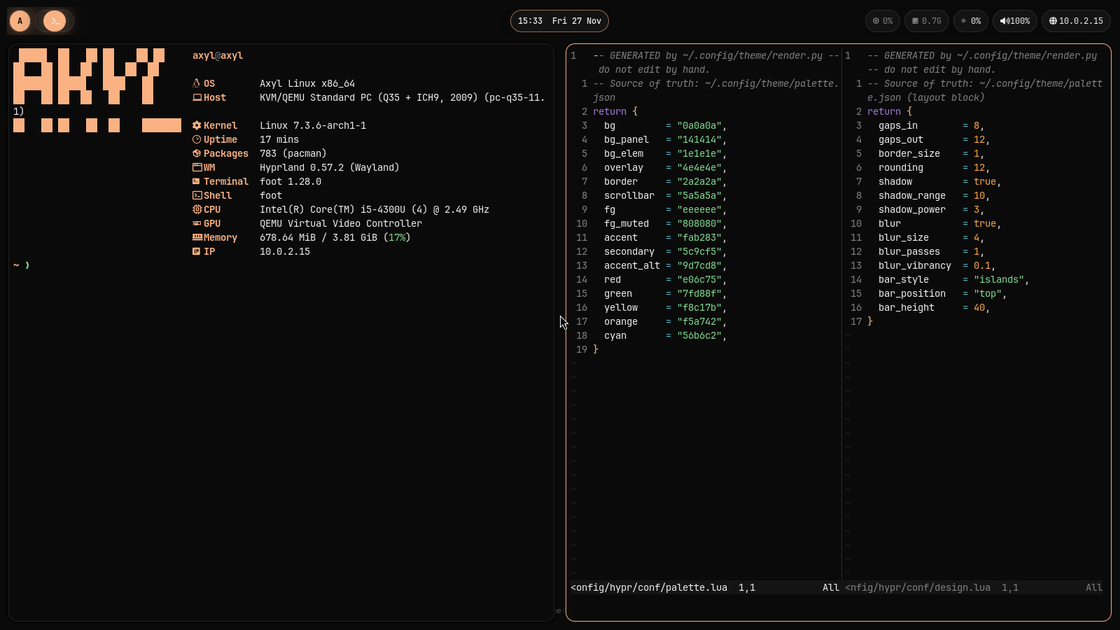 A
15:33 Fri 27 Nov
0%
0.7G
0%
100%
10.0.2.15
axyl@axyl
OS Axyl Linux x86_64
Host KVM/QEMU Standard PC (Q35 + ICH9, 2009) (pc-q35-11.
1)
Kernel Linux 7.3.6-arch1-1
Uptime 17 mins
Packages 783 (pacman)
WM Hyprland 0.57.2 (Wayland)
Terminal foot 1.28.0
Shell foot
CPU Intel(R) Core(TM) i5-4300U (4) @ 2.49 GHz
GPU QEMU Virtual Video Controller
Memory 678.64 MiB / 3.81 GiB (17%)
IP 10.0.2.15
~ ❯
1 -- GENERATED by ~/.config/theme/render.py --
do not edit by hand.
1 -- Source of truth: ~/.config/theme/palette.
json
2 return {
3 bg = "0a0a0a",
4 bg_panel = "141414",
5 bg_elem = "1e1e1e",
6 overlay = "4e4e4e",
7 border = "2a2a2a",
8 scrollbar = "5a5a5a",
9 fg = "eeeeee",
10 fg_muted = "808080",
11 accent = "fab283",
12 secondary = "5c9cf5",
13 accent_alt = "9d7cd8",
14 red = "e06c75",
15 green = "7fd88f",
16 yellow = "f8c17b",
17 orange = "f5a742",
18 cyan = "56b6c2",
19 }
<onfig/hypr/conf/palette.lua 1,1 All
1 -- GENERATED by ~/.config/theme/render.py
-- do not edit by hand.
1 -- Source of truth: ~/.config/theme/palett
e.json (layout block)
2 return {
3 gaps_in = 8,
4 gaps_out = 12,
5 border_size = 1,
6 rounding = 12,
7 shadow = true,
8 shadow_range = 10,
9 shadow_power = 3,
10 blur = true,
11 blur_size = 4,
12 blur_passes = 1,
13 blur_vibrancy = 0.1,
14 bar_style = "islands",
15 bar_position = "top",
16 bar_height = 40,
17 }
<nfig/hypr/conf/design.lua 1,1 All